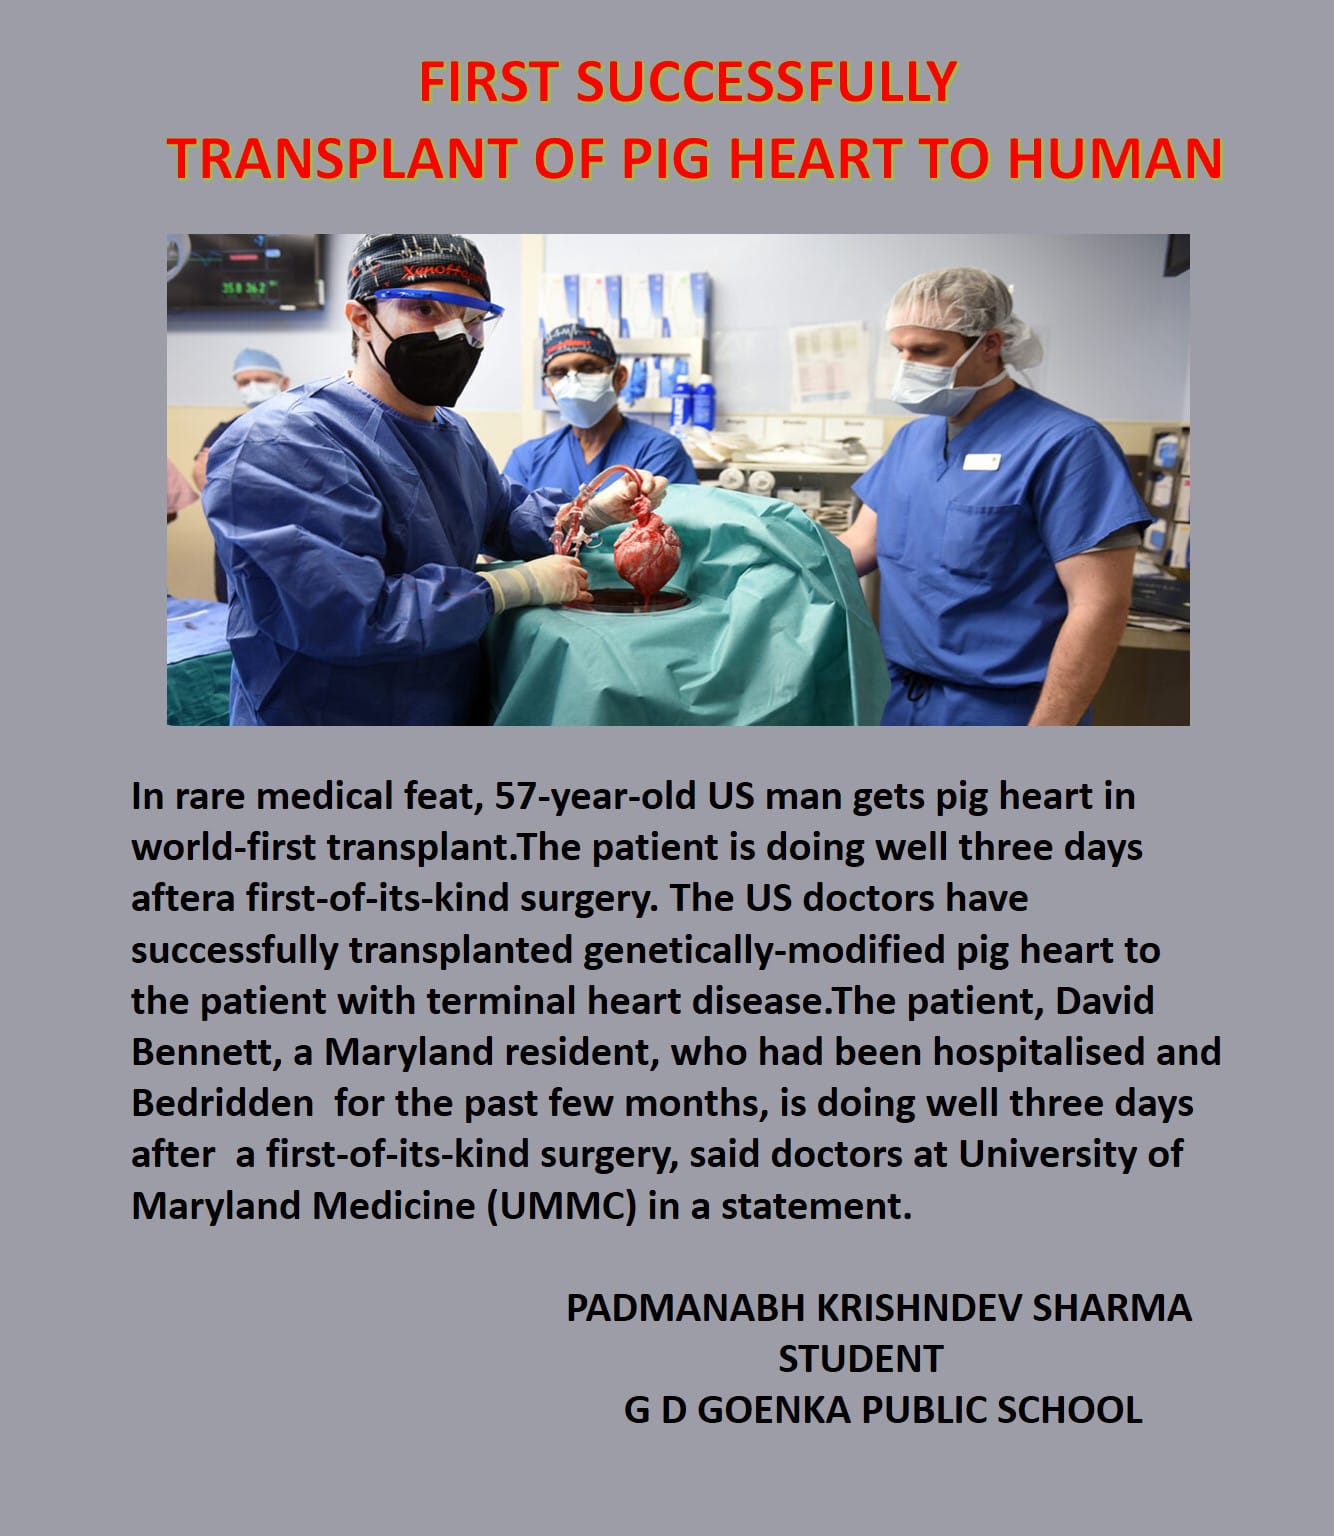 FIRST SUCCESSFULLY
TRANSPLANT OF PIG HEART TO HUMAN
XenoHeart
35.8 36.2
In rare medical feat, 57-year-old US man gets pig heart in
world-first transplant.The patient is doing well three days
aftera first-of-its-kind surgery. The US doctors have
successfully transplanted genetically-modified pig heart to
the patient with terminal heart disease.The patient, David
Bennett, a Maryland resident, who had been hospitalised and
Bedridden  for the past few months, is doing well three days
after  a first-of-its-kind surgery, said doctors at University of
Maryland Medicine (UMMC) in a statement.
PADMANABH KRISHNDEV SHARMA
STUDENT
G D GOENKA PUBLIC SCHOOL